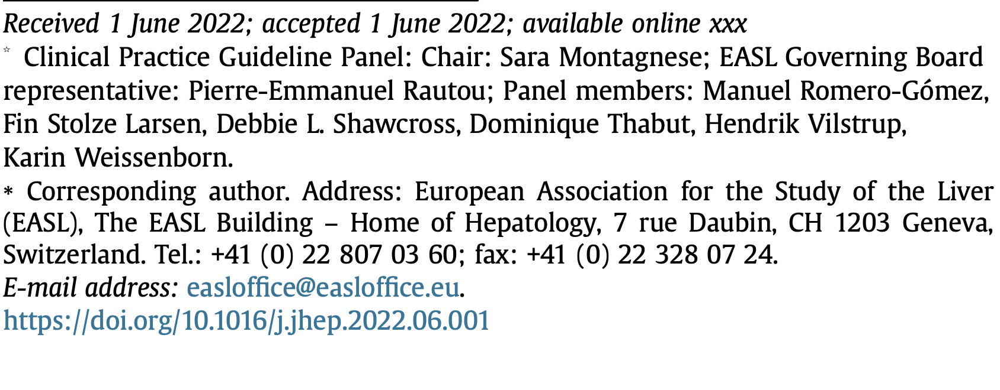 Received 1 June 2022; accepted 1 June 2022; available online xxx
☆ Clinical Practice Guideline Panel: Chair: Sara Montagnese; EASL Governing Board
representative: Pierre-Emmanuel Rautou; Panel members: Manuel Romero-Gómez,
Fin Stolze Larsen, Debbie L. Shawcross, Dominique Thabut, Hendrik Vilstrup,
Karin Weissenborn.
* Corresponding author. Address: European Association for the Study of the Liver
(EASL), The EASL Building – Home of Hepatology, 7 rue Daubin, CH 1203 Geneva,
Switzerland. Tel.: +41 (0) 22 807 03 60; fax: +41 (0) 22 328 07 24.
E-mail address: easloffice@easloffice.eu.
https://doi.org/10.1016/j.jhep.2022.06.001